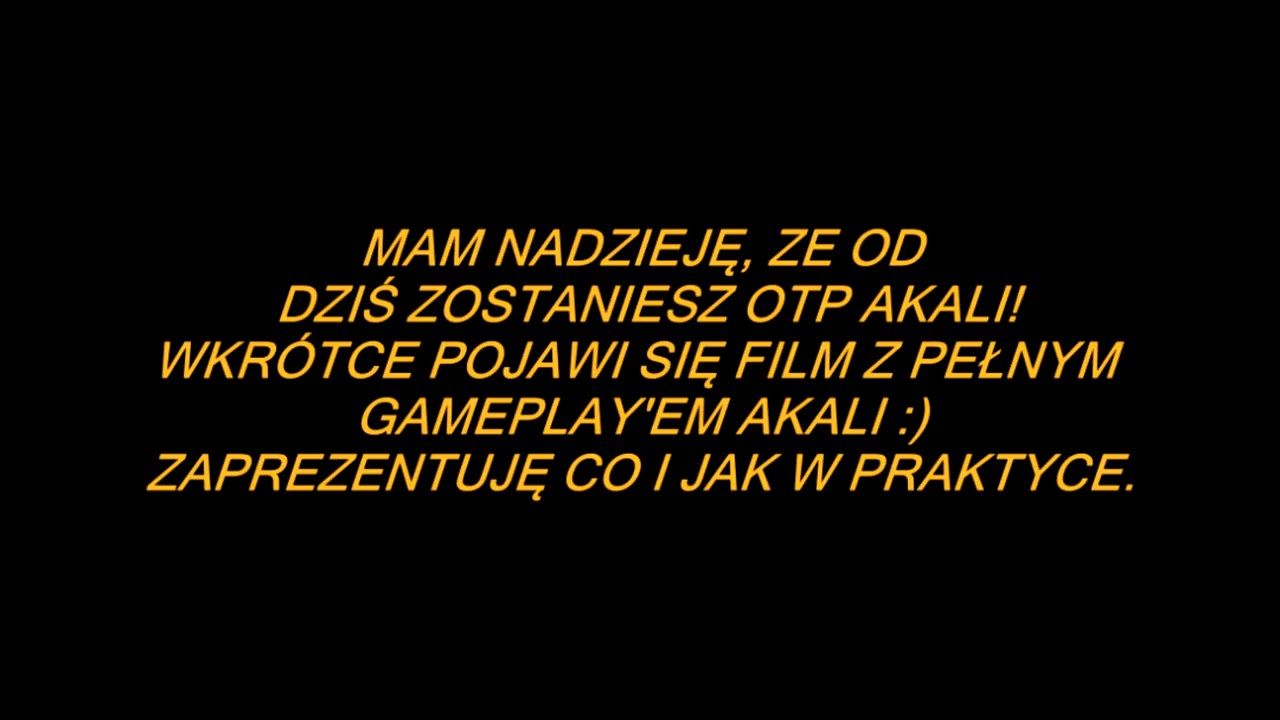 MAM NADZIEJĘ, ZE OD
DZIŚ ZOSTANIESZ OTP AKALI!
WKRÓTCE POJAWI SIĘ FILM Z PEŁNYM
GAMEPLAY'EM AKALI :)
ZAPREZENTUJĘ CO I JAK W PRAKTYCE.